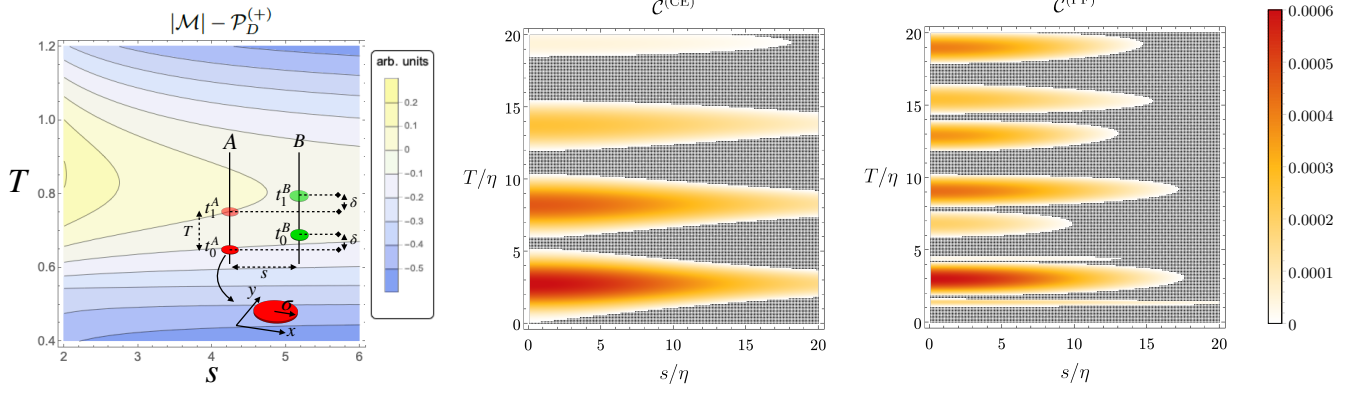 |ℳ| − 𝒫_D^(+)
1.2
1.0
0.8
0.6
0.4
2
3
4
5
6
T
s
A
B
t_1^A
t_1^B
t_0^A
t_0^B
δ
δ
T
s
y
σ
x
arb. units
0.2
0.1
0
-0.1
-0.2
-0.3
-0.4
-0.5
𝒞^(CE)
20
15
10
5
0
T/η
0
5
10
15
20
s/η
20
15
10
5
0
T/η
0
5
10
15
20
s/η
0.0006
0.0005
0.0004
0.0003
0.0002
0.0001
0